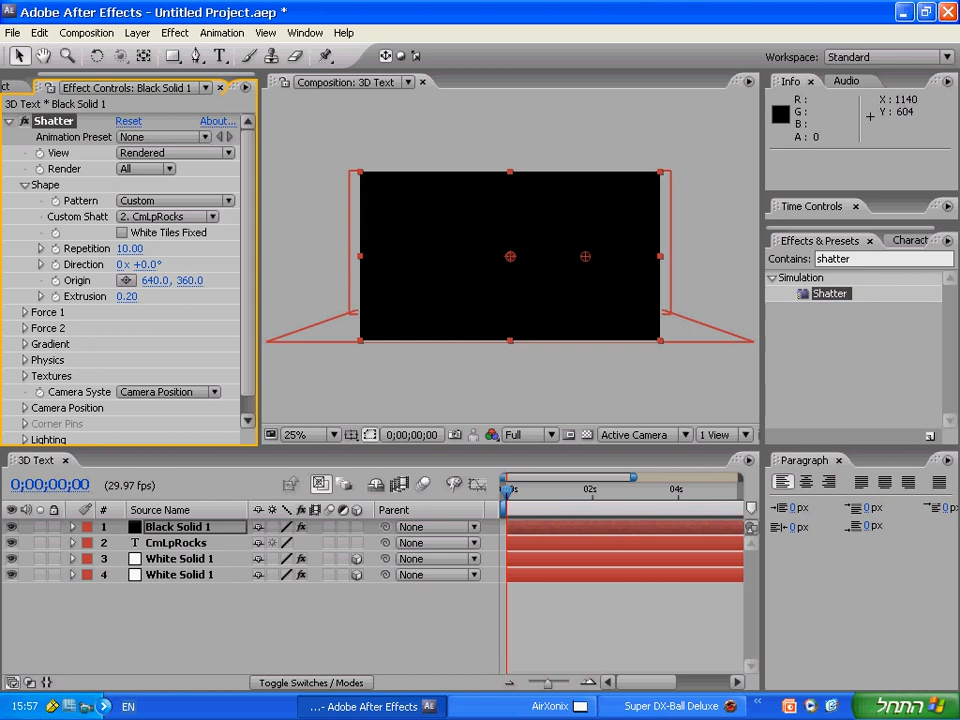 Adobe After Effects - Untitled Project.aep *
File Edit Composition Layer Effect Animation View Window Help
Workspace: Standard
ct Effect Controls: Black Solid 1
3D Text * Black Solid 1
Shatter Reset About...
Animation Preset None
View Rendered
Render All
Shape
Pattern Custom
Custom Shatt 2. CmLpRocks
White Tiles Fixed
Repetition 10.00
Direction 0 x +0.0°
Origin 640.0, 360.0
Extrusion 0.20
Force 1
Force 2
Gradient
Physics
Textures
Camera Syste Camera Position
Camera Position
Corner Pins
Lighting
Composition: 3D Text
25% 0;00;00;00 Full Active Camera 1 View
Info Audio
R : X : 1140
G : Y : 604
B :
A : 0
Time Controls
Effects & Presets Charact
Contains: shatter
Simulation
Shatter
3D Text
0;00;00;00 (29.97 fps)
02s 04s
# Source Name Parent
1 Black Solid 1 None
2 T CmLpRocks None
3 White Solid 1 None
4 White Solid 1 None
Toggle Switches / Modes
Paragraph
0 px 0 px 0 px
0 px 0 px
15:57 EN ...- Adobe After Effects AirXonix Super DX-Ball Deluxe התחל